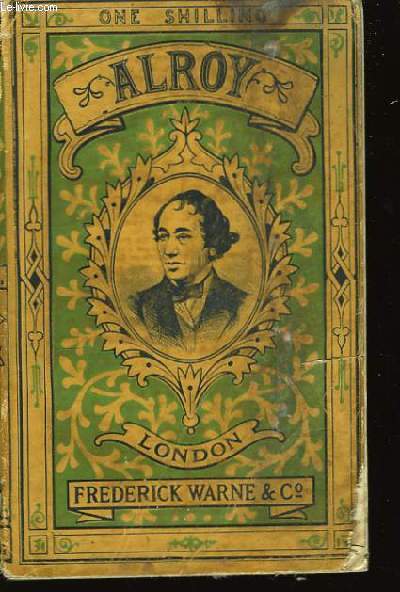 ONE SHILLING
ALROY
LONDON
FREDERICK WARNE & Cº